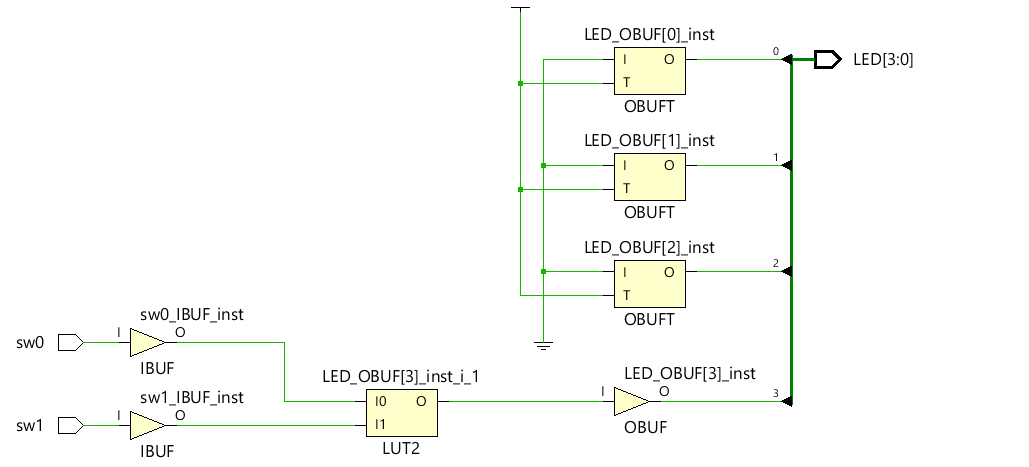 LED_OBUF[0]_inst
I O
T
OBUFT
0
LED[3:0]
LED_OBUF[1]_inst
I O
T
OBUFT
1
LED_OBUF[2]_inst
I O
T
OBUFT
2
sw0
I
sw0_IBUF_inst
O
IBUF
sw1
I
sw1_IBUF_inst
O
IBUF
LED_OBUF[3]_inst_i_1
I0 O
I1
LUT2
LED_OBUF[3]_inst
I O
OBUF
3